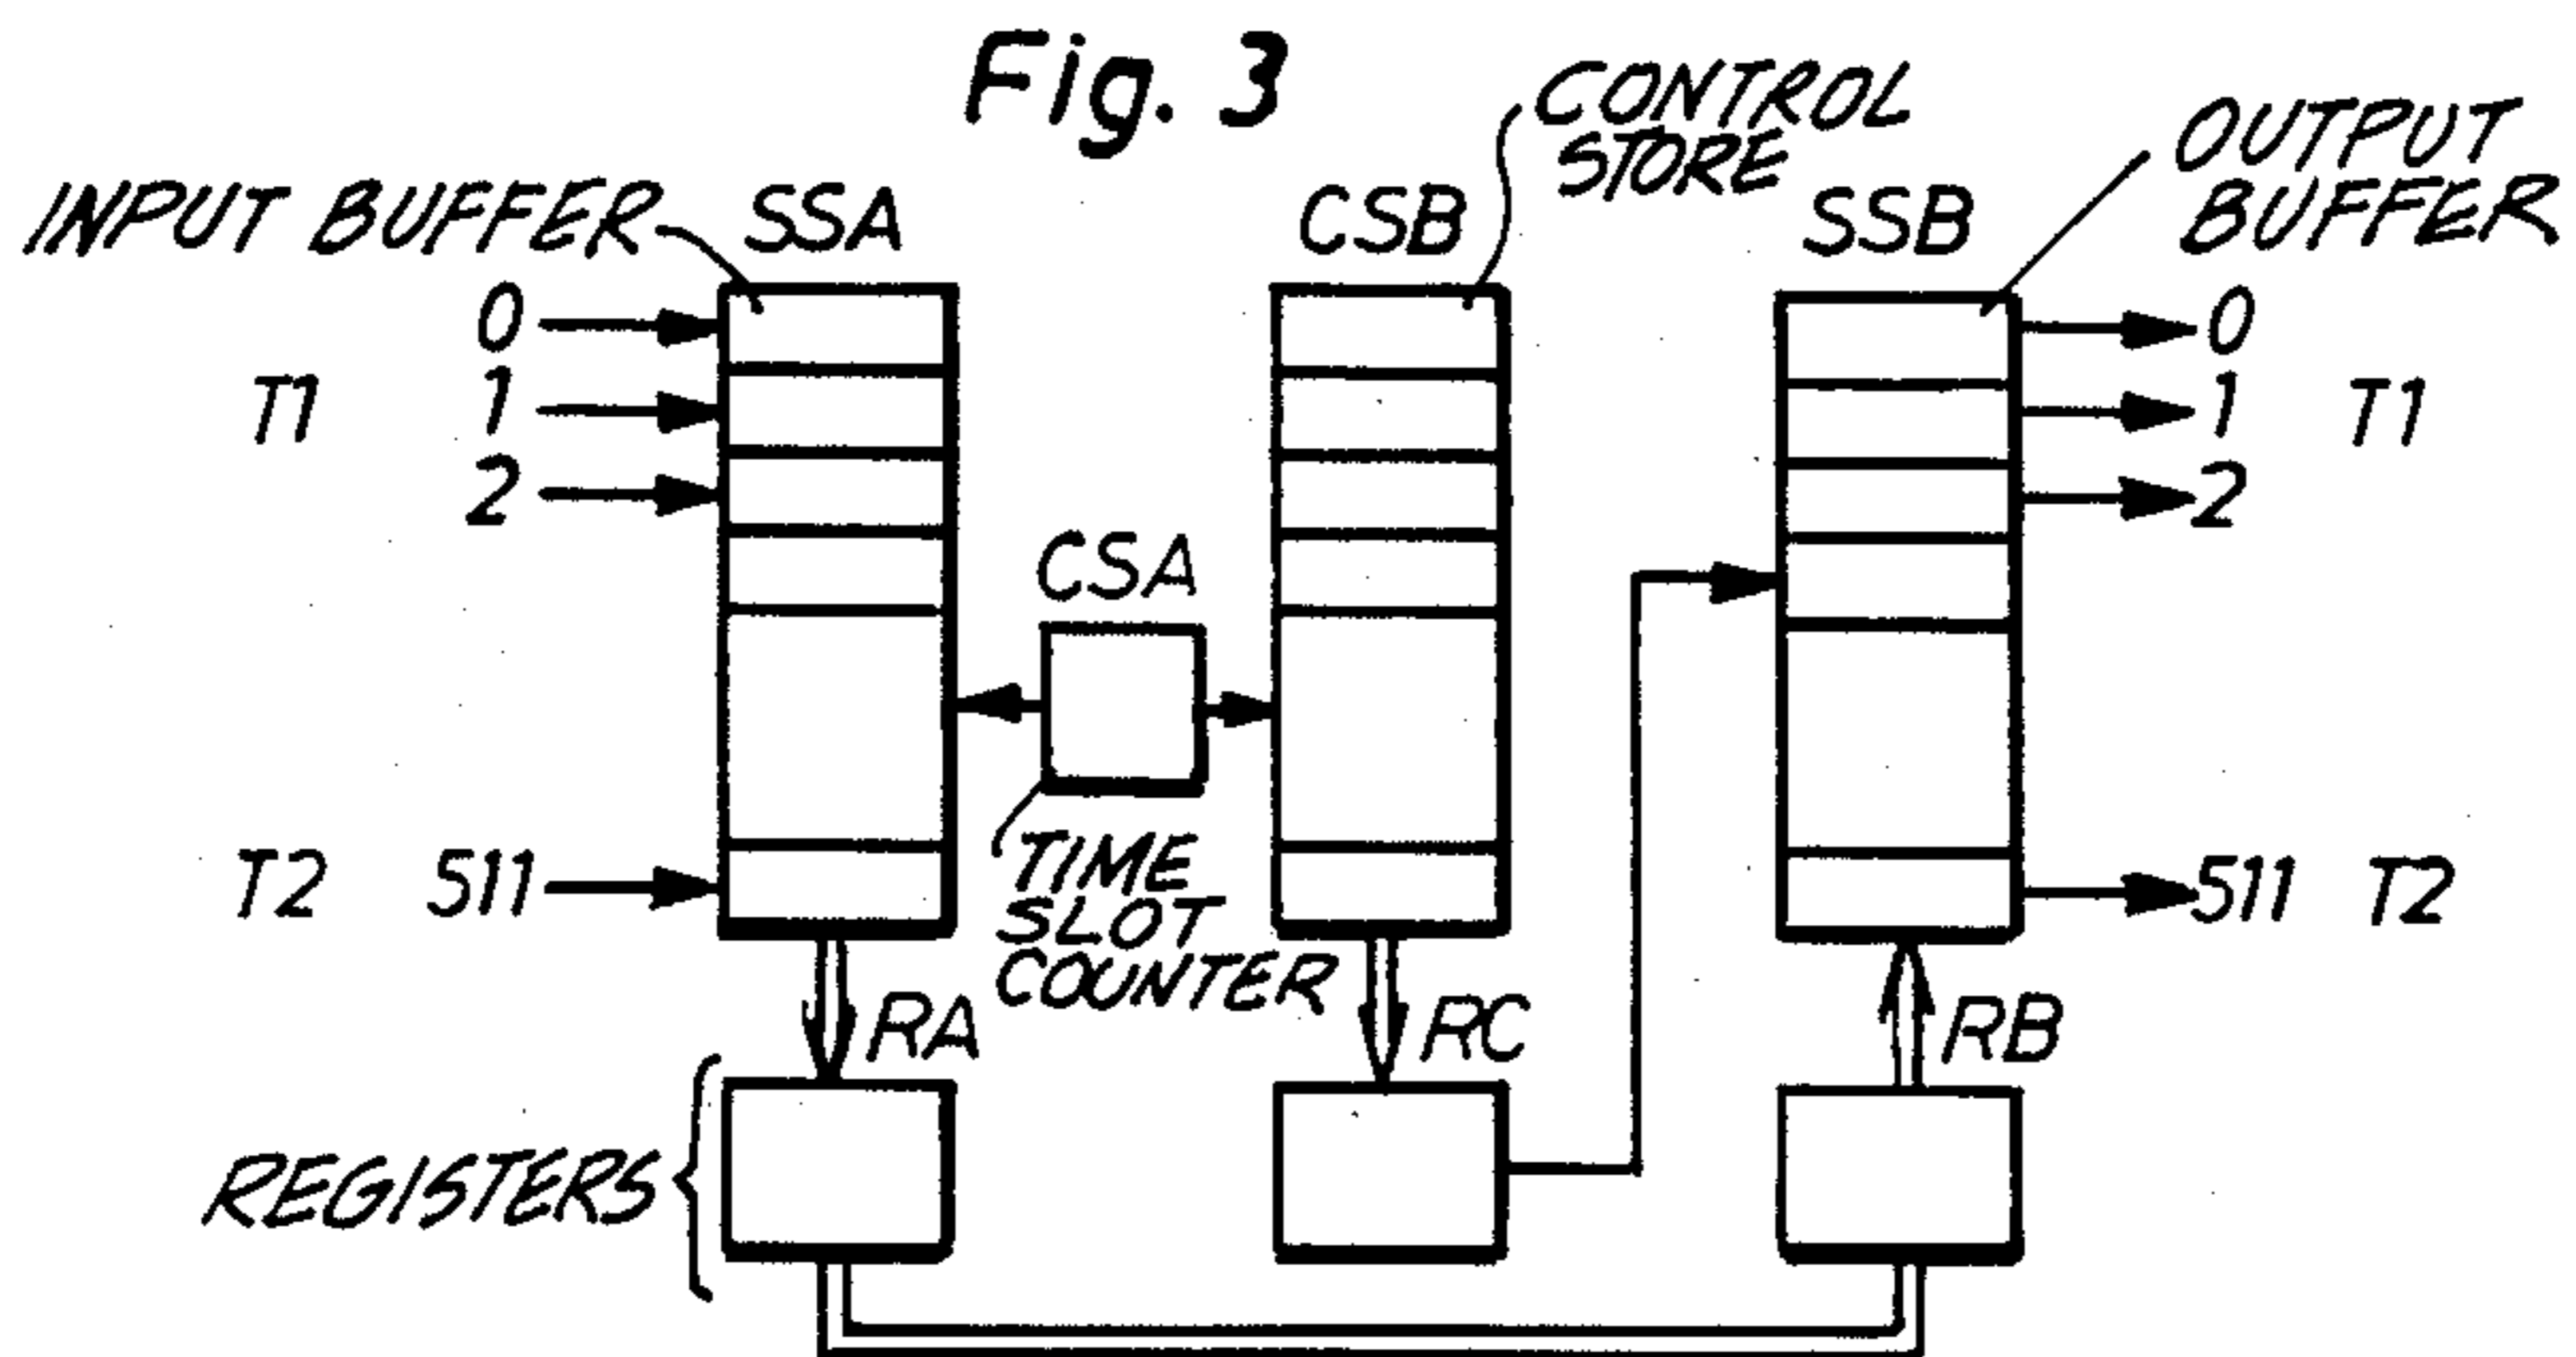 Fig. 3
CONTROL
STORE
OUTPUT
BUFFER
INPUT BUFFER
SSA
CSB
SSB
0
0
T1
1
1
T1
2
2
CSA
T2
511
TIME
SLOT
COUNTER
511
T2
RA
RC
RB
REGISTERS